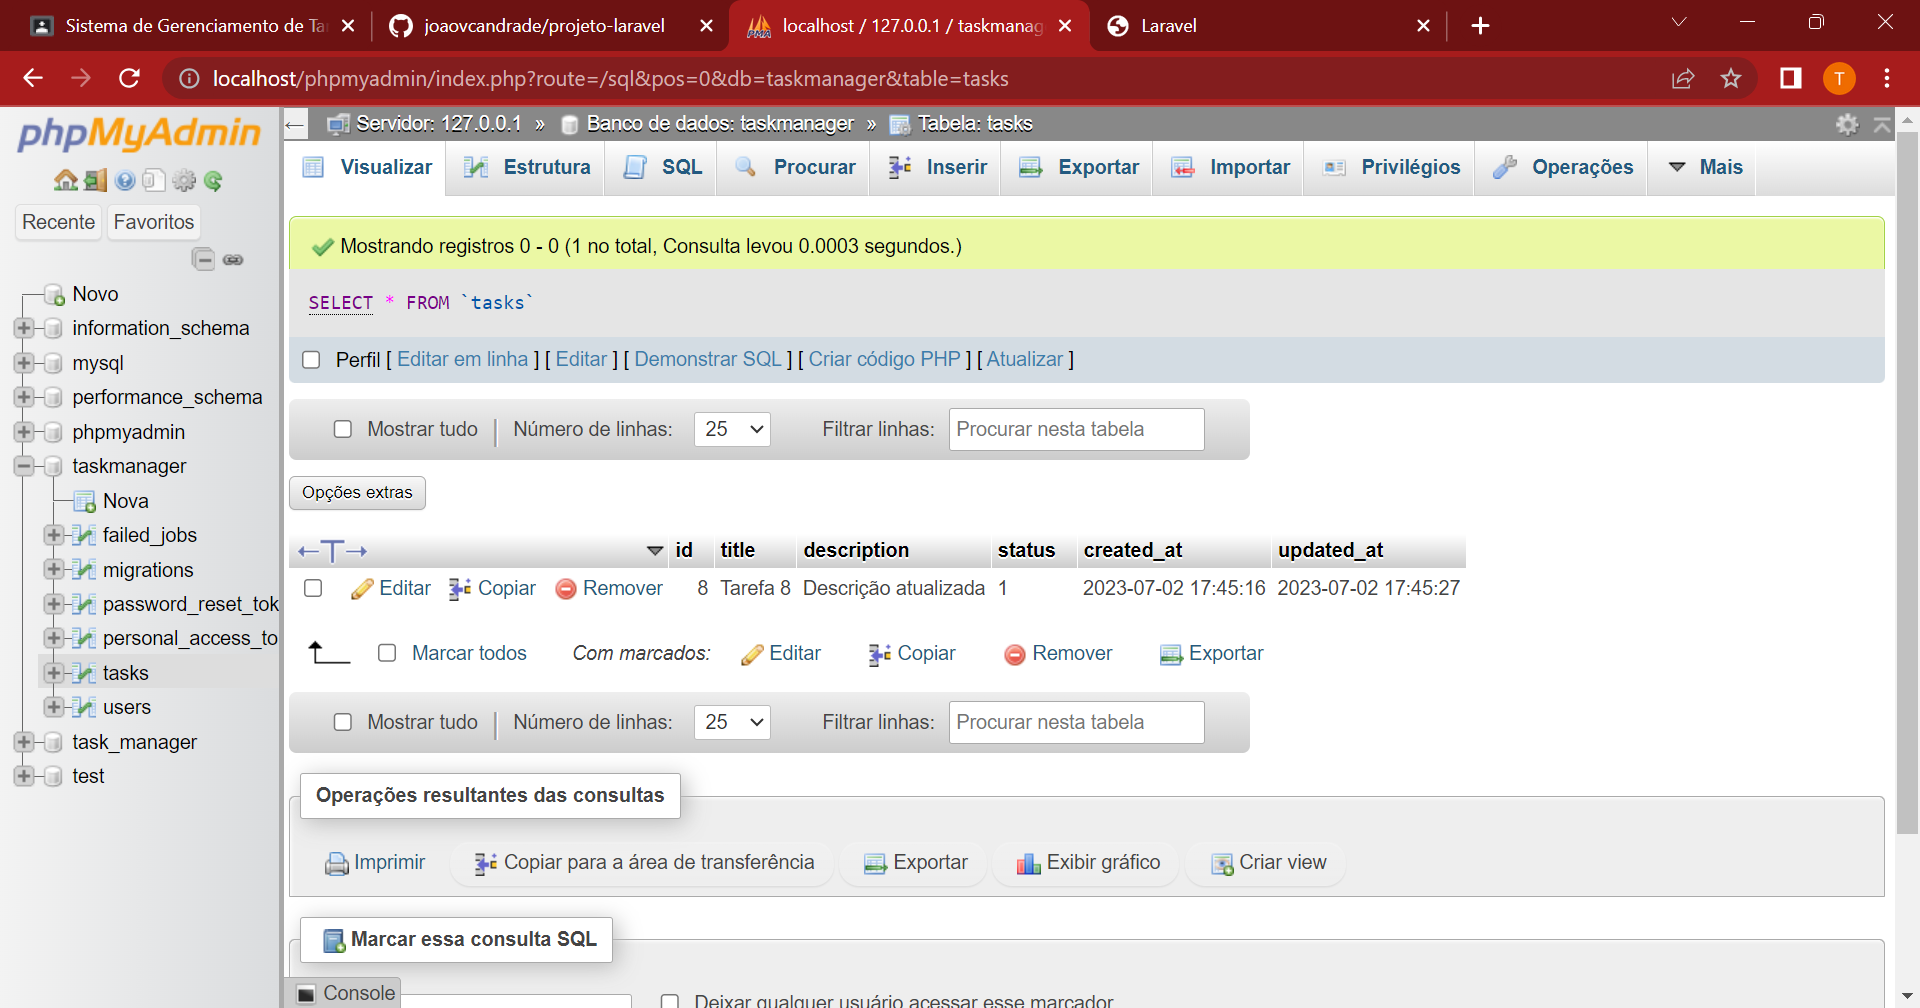 Sistema de Gerenciamento de Ta
joaovcandrade/projeto-laravel
localhost / 127.0.0.1 / taskmanag
Laravel
localhost/phpmyadmin/index.php?route=/sql&pos=0&db=taskmanager&table=tasks
T
phpMyAdmin
Recente
Favoritos
Novo
information_schema
mysql
performance_schema
phpmyadmin
taskmanager
Nova
failed_jobs
migrations
password_reset_tok
personal_access_to
tasks
users
task_manager
test
Servidor: 127.0.0.1 » Banco de dados: taskmanager » Tabela: tasks
Visualizar Estrutura SQL Procurar Inserir Exportar Importar Privilégios Operações Mais
Mostrando registros 0 - 0 (1 no total, Consulta levou 0.0003 segundos.)
SELECT * FROM `tasks`
Perfil [ Editar em linha ] [ Editar ] [ Demonstrar SQL ] [ Criar código PHP ] [ Atualizar ]
Mostrar tudo Número de linhas: 25 Filtrar linhas: Procurar nesta tabela
Opções extras
←T→ id title description status created_at updated_at
Editar Copiar Remover 8 Tarefa 8 Descrição atualizada 1 2023-07-02 17:45:16 2023-07-02 17:45:27
Marcar todos Com marcados: Editar Copiar Remover Exportar
Mostrar tudo Número de linhas: 25 Filtrar linhas: Procurar nesta tabela
Operações resultantes das consultas
Imprimir Copiar para a área de transferência Exportar Exibir gráfico Criar view
Marcar essa consulta SQL
Console
Deixar qualquer usuário acessar esse marcador